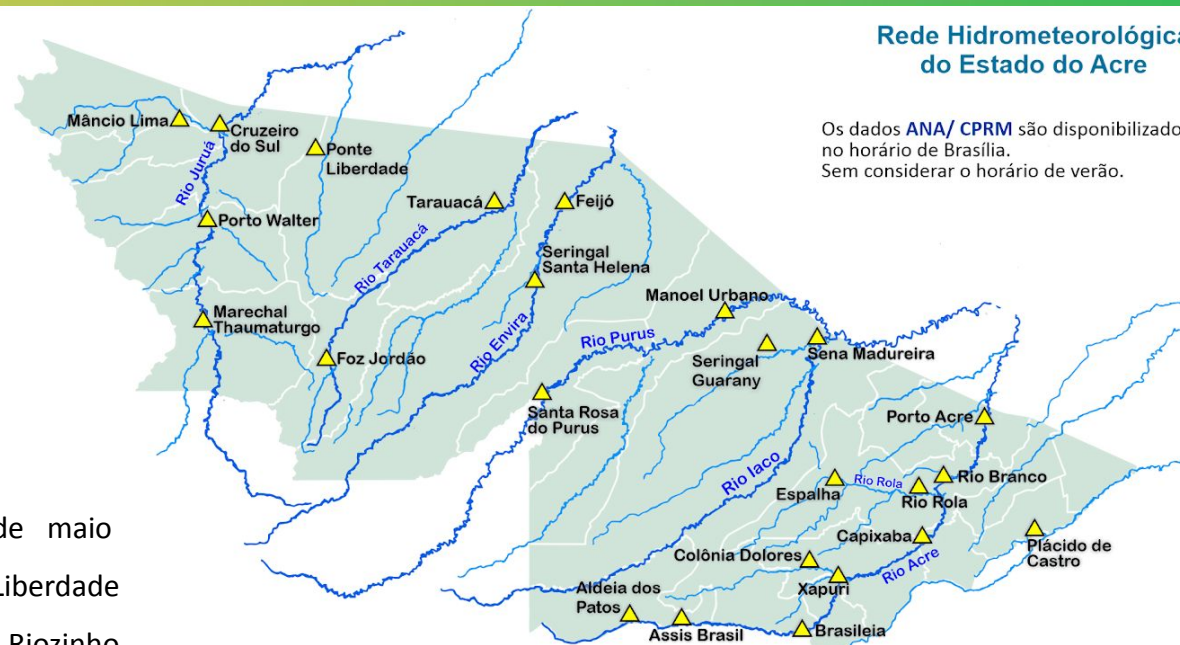 Rede Hidrometeorológica
do Estado do Acre
Os dados ANA/ CPRM são disponibilizado
no horário de Brasília.
Sem considerar o horário de verão.
Mâncio Lima
Cruzeiro
do Sul
Ponte
Liberdade
Rio Juruá
Porto Walter
Tarauacá
Feijó
Rio Tarauacá
Seringal
Santa Helena
Marechal
Thaumaturgo
Foz Jordão
Rio Envira
Manoel Urbano
Rio Purus
Seringal
Guarany
Sena Madureira
Santa Rosa
do Purus
Porto Acre
Rio Iaco
Espalha
Rio Rola
Rio Rola
Rio Branco
Capixaba
Plácido de
Castro
Colônia Dolores
Rio Acre
Xapuri
Aldeia dos
Patos
Assis Brasil
Brasileia
de maio
Liberdade
Riozinho